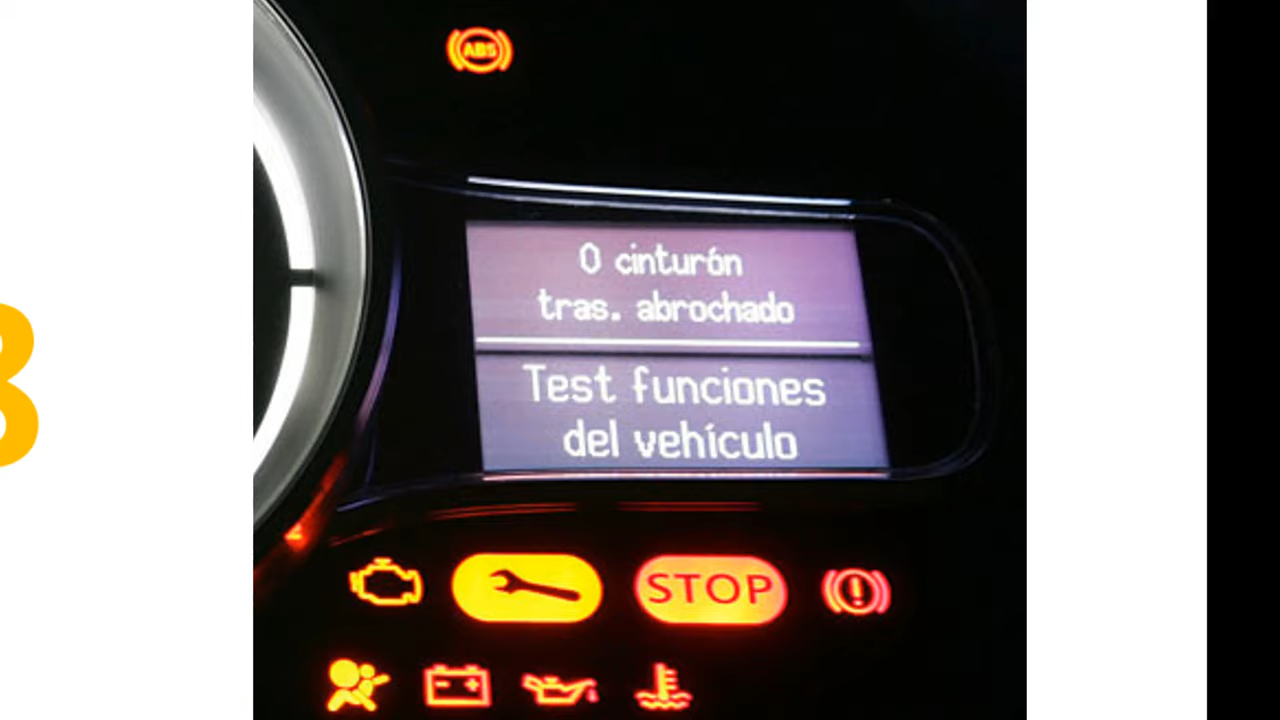 ABS
0 cinturón
tras. abrochado
Test funciones
del vehículo
STOP